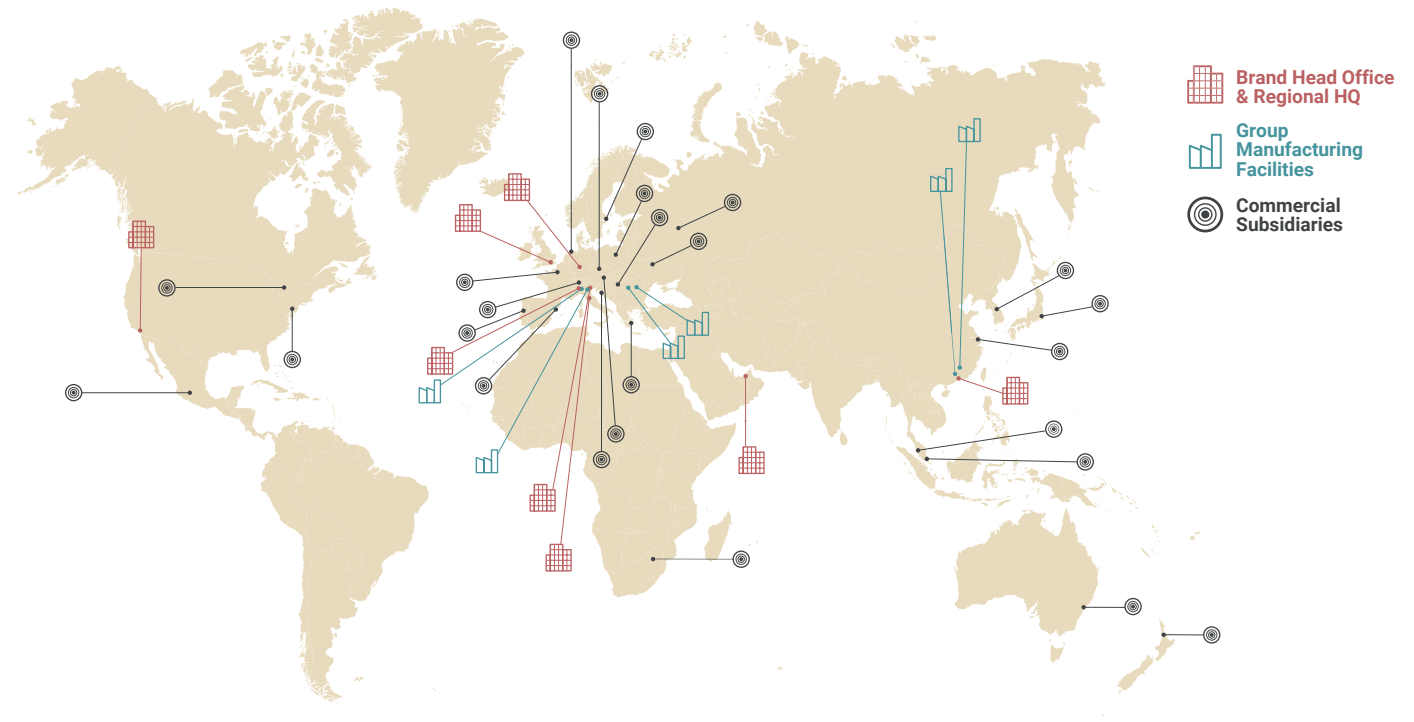 Brand Head Office
& Regional HQ
Group
Manufacturing
Facilities
Commercial
Subsidiaries